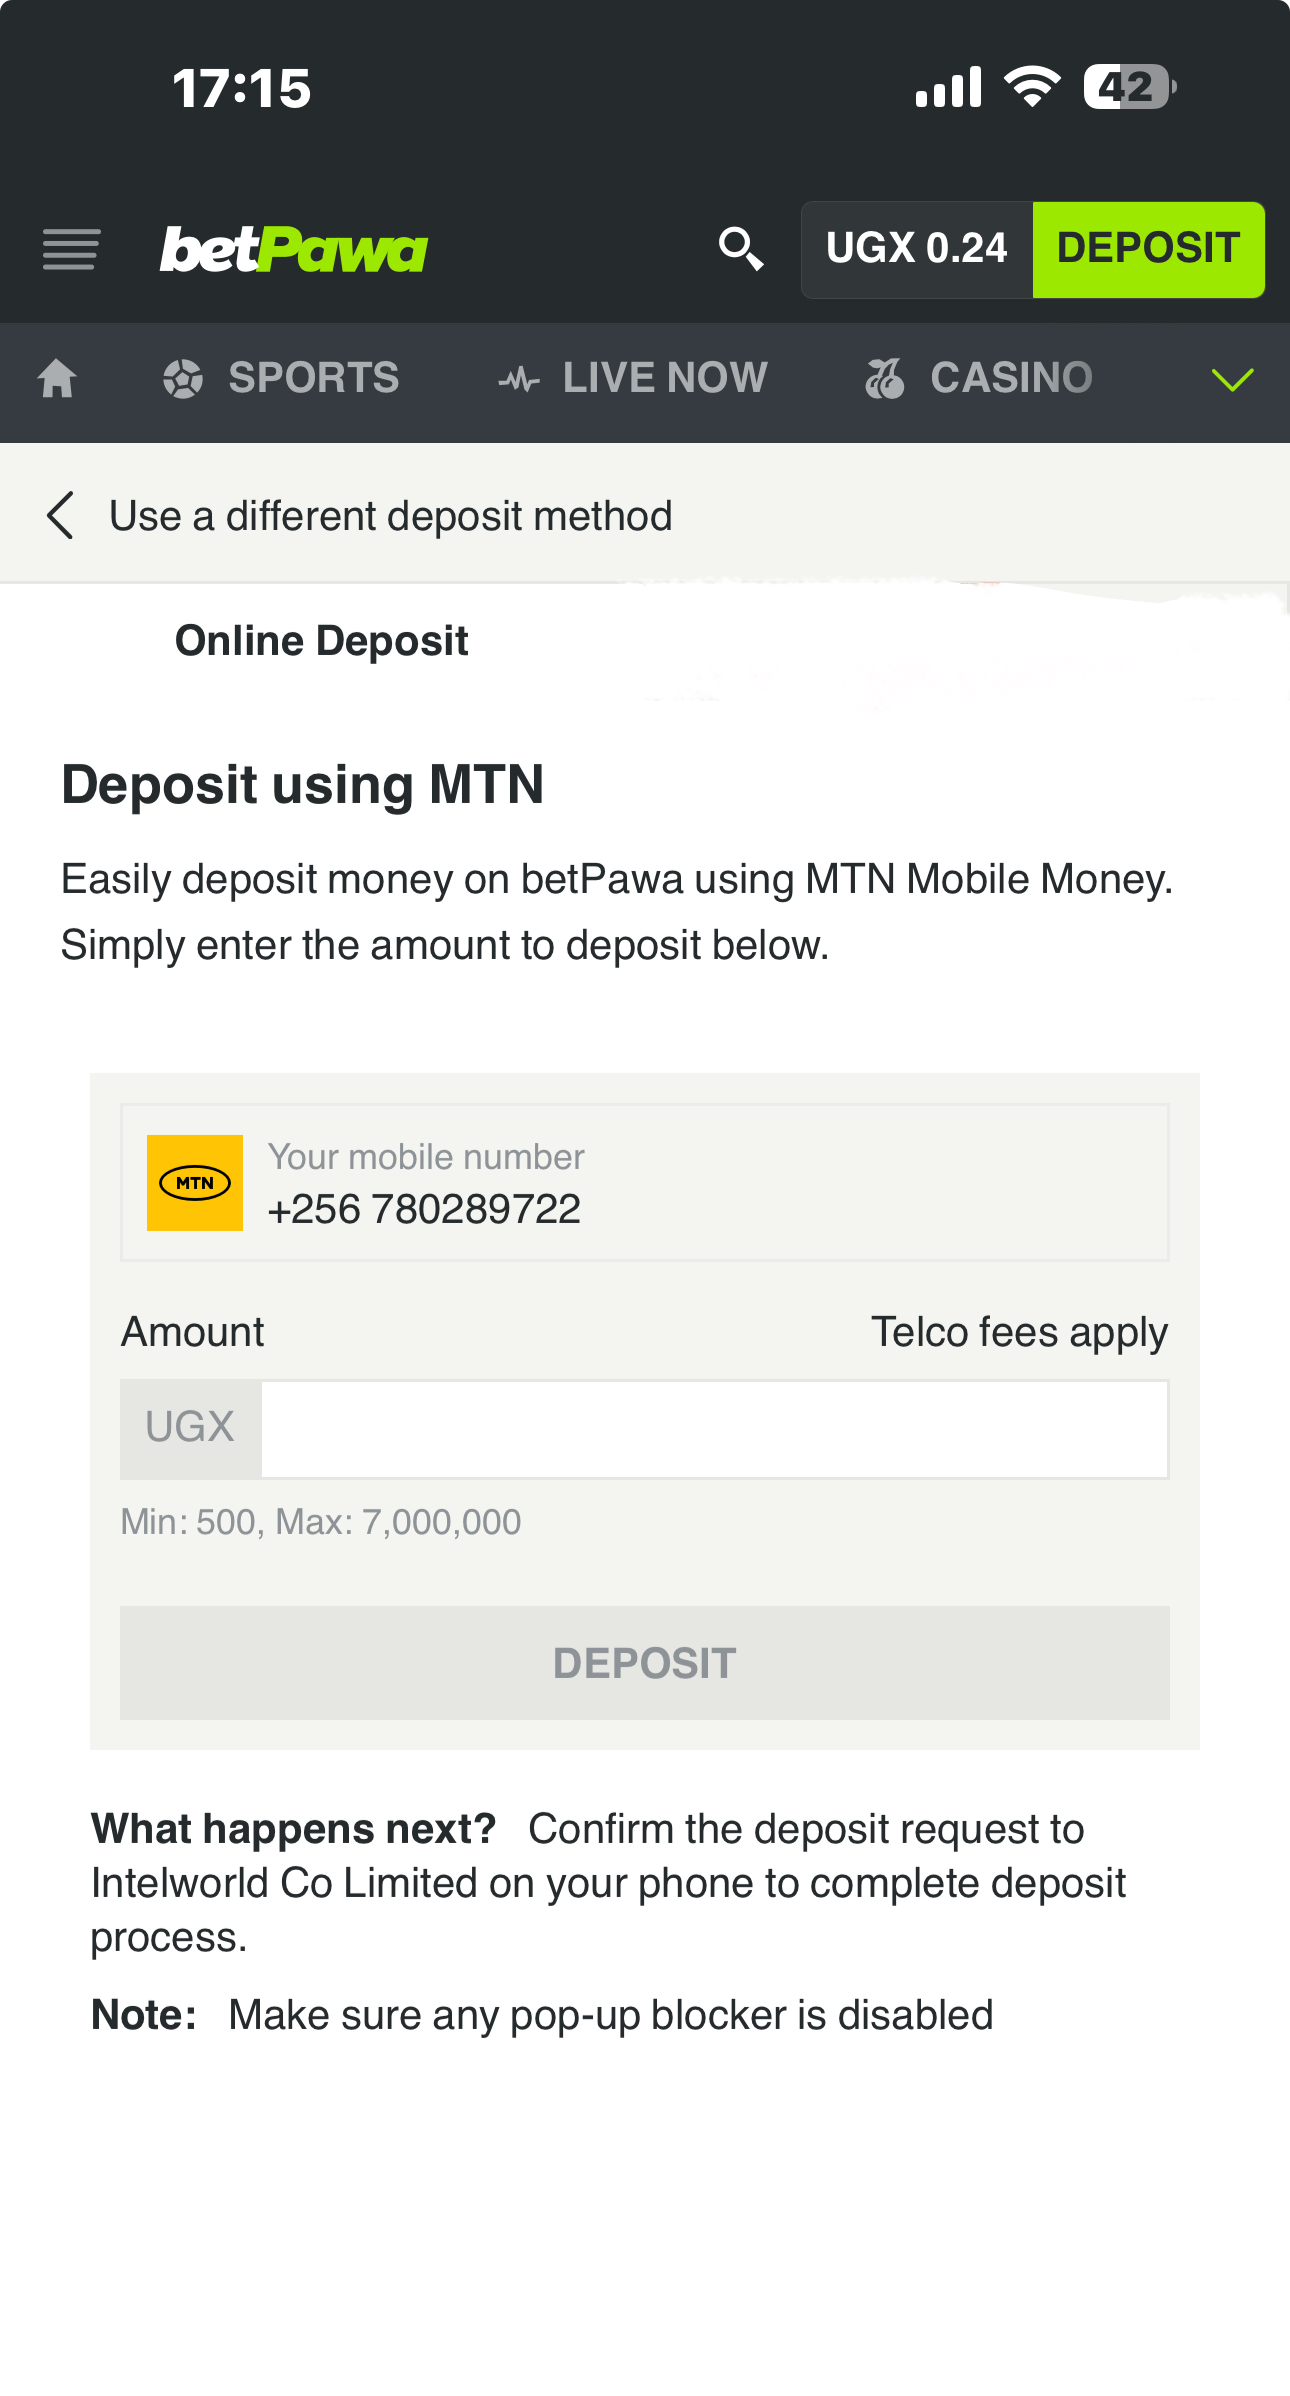 17:15
42
betPawa
UGX 0.24
DEPOSIT
SPORTS
LIVE NOW
CASINO
Use a different deposit method
Online Deposit
Deposit using MTN
Easily deposit money on betPawa using MTN Mobile Money.
Simply enter the amount to deposit below.
MTN
Your mobile number
+256 780289722
Amount
Telco fees apply
UGX
Min: 500, Max: 7,000,000
DEPOSIT
What happens next? Confirm the deposit request to
Intelworld Co Limited on your phone to complete deposit
process.
Note: Make sure any pop-up blocker is disabled